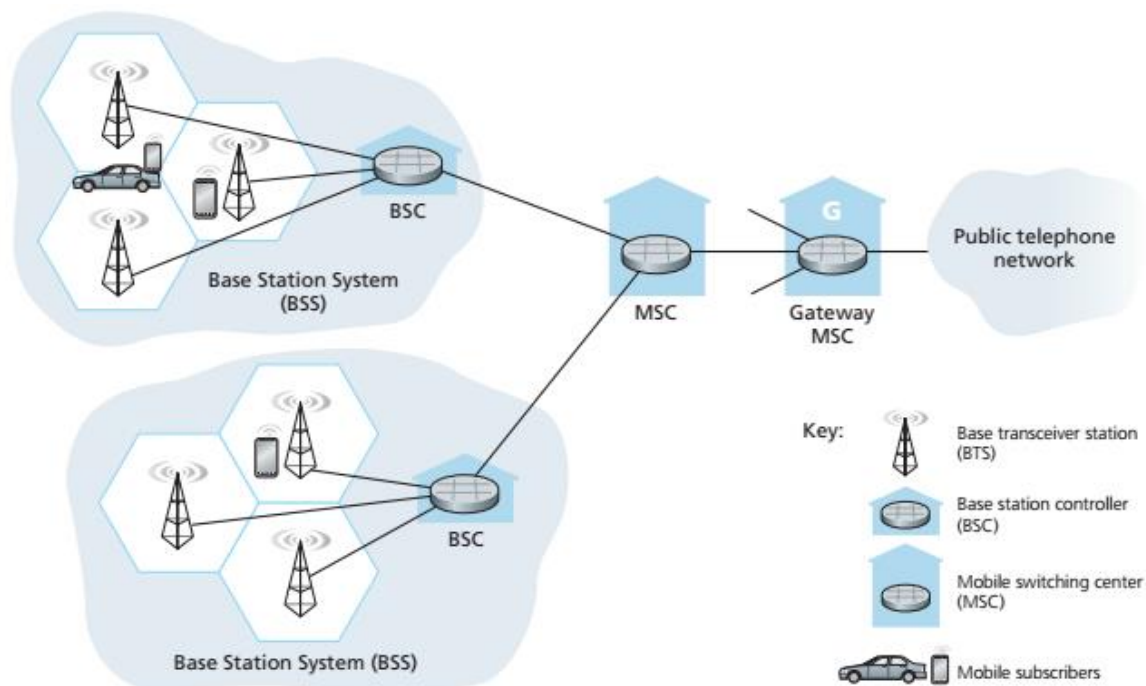 BSC
Base Station System
(BSS)
MSC
G
Gateway
MSC
Public telephone
network
BSC
Base Station System (BSS)
Key:
Base transceiver station
(BTS)
Base station controller
(BSC)
Mobile switching center
(MSC)
Mobile subscribers